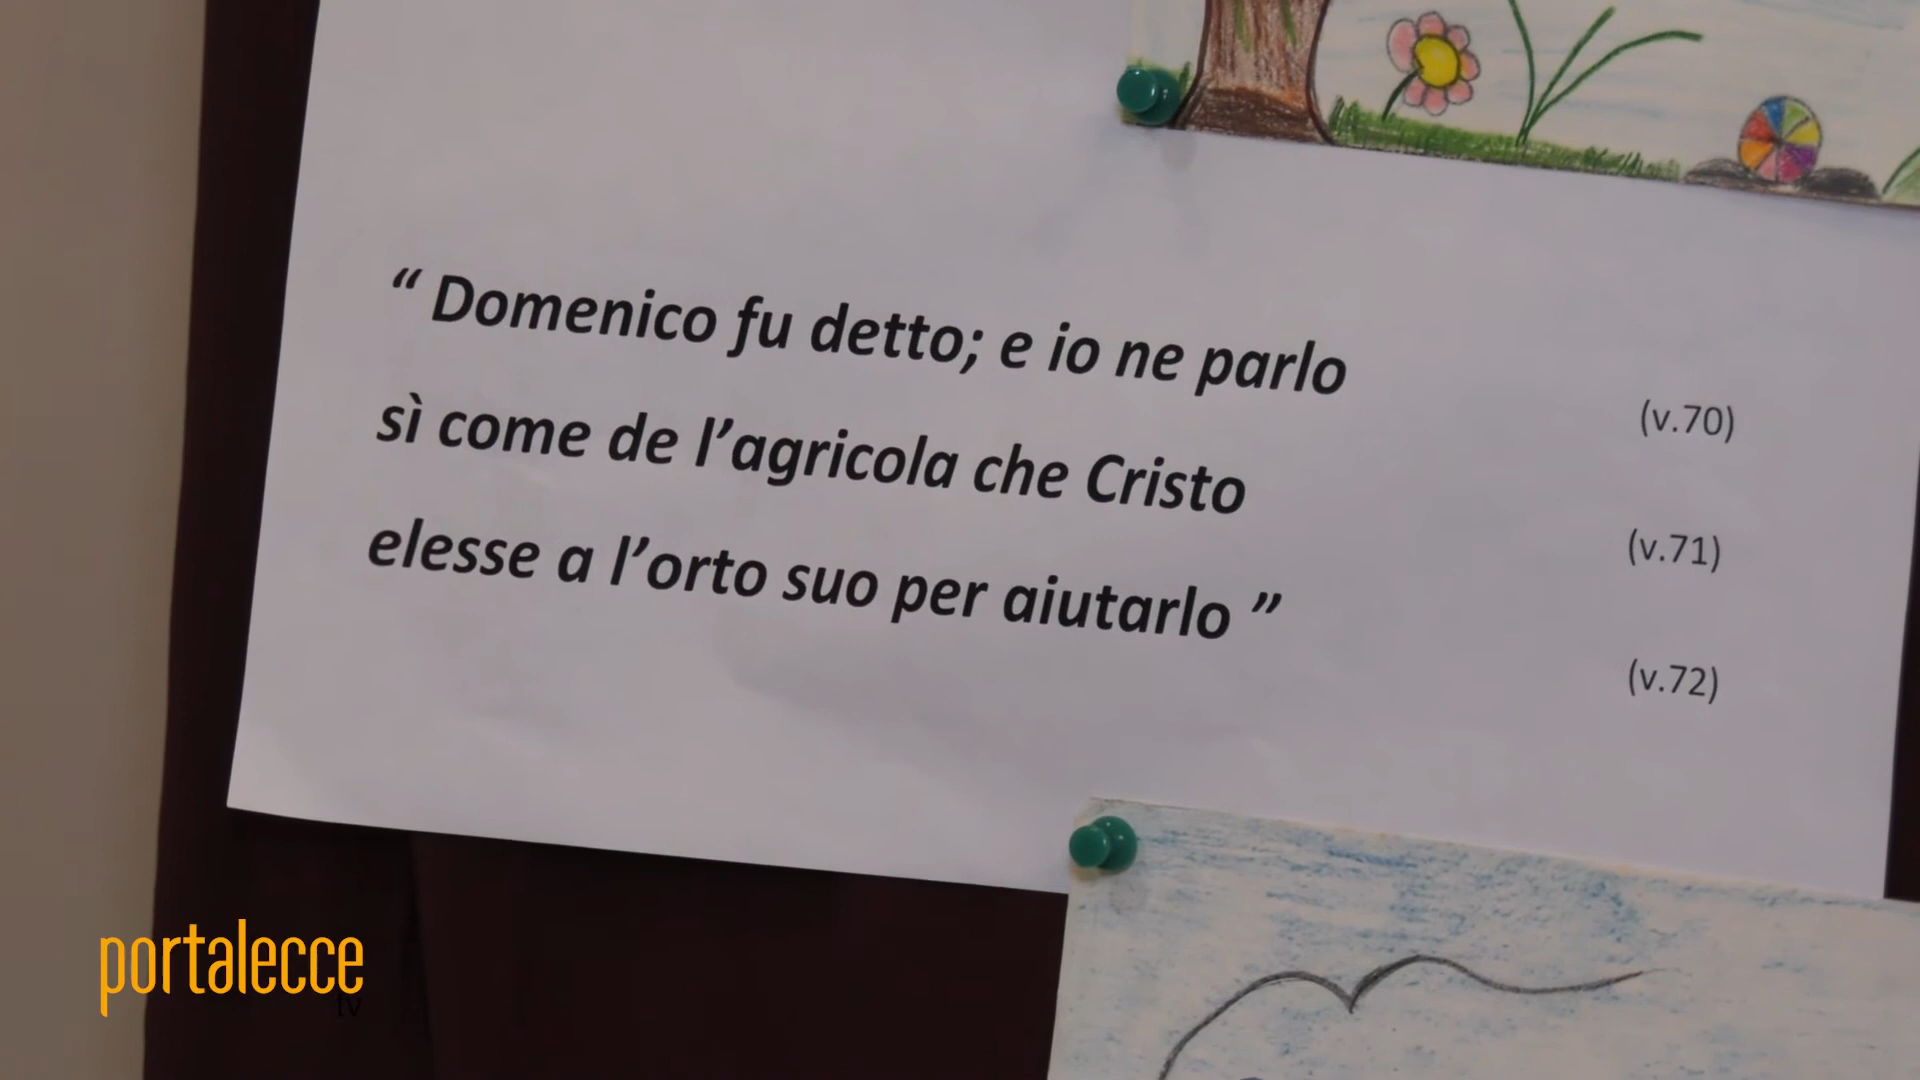 “ Domenico fu detto; e io ne parlo
(v.70)
sì come de l’agricola che Cristo
(v.71)
elesse a l’orto suo per aiutarlo ”
(v.72)
portalecce
tv